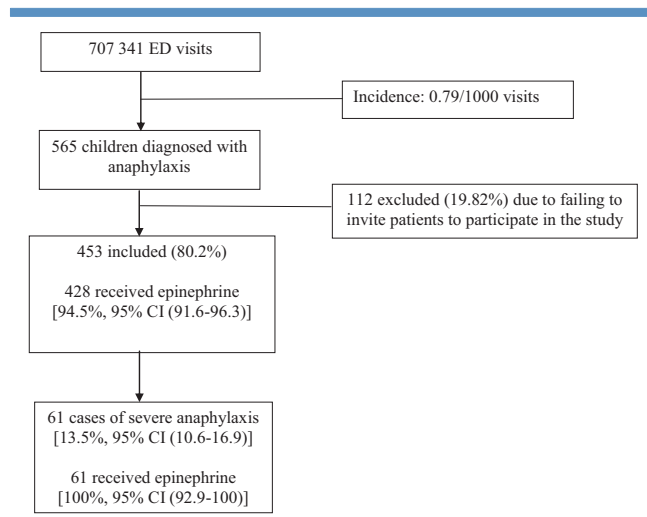 707 341 ED visits
Incidence: 0.79/1000 visits
565 children diagnosed with
anaphylaxis
112 excluded (19.82%) due to failing to
invite patients to participate in the study
453 included (80.2%)
428 received epinephrine
[94.5%, 95% CI (91.6-96.3)]
61 cases of severe anaphylaxis
[13.5%, 95% CI (10.6-16.9)]
61 received epinephrine
[100%, 95% CI (92.9-100)]